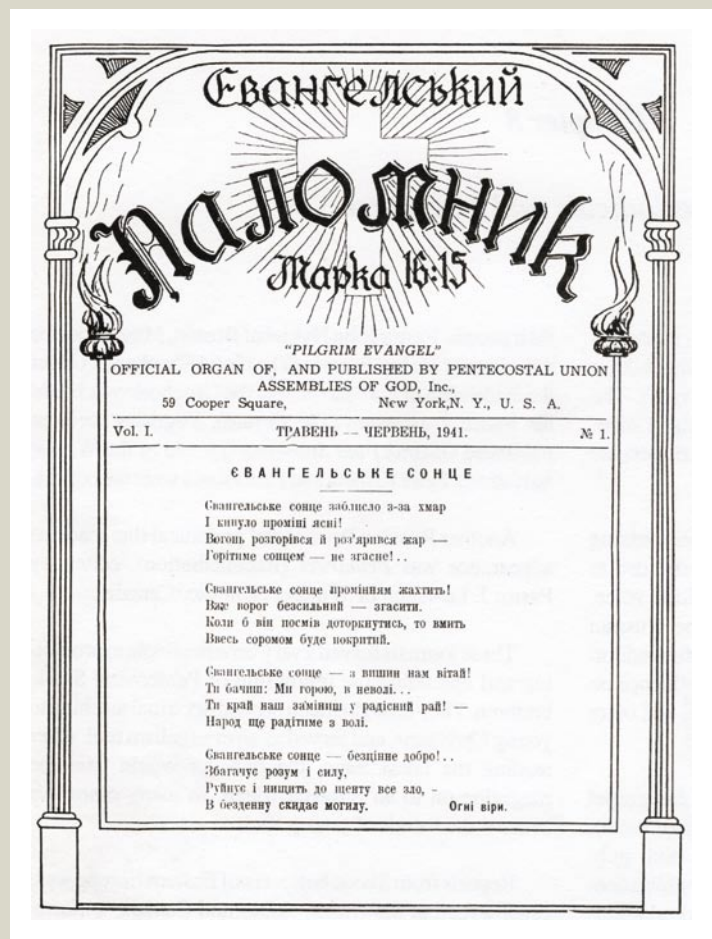 Євангелський
Паломник
Марка 16:15
"PILGRIM EVANGEL"
OFFICIAL ORGAN OF, AND PUBLISHED BY PENTECOSTAL UNION
ASSEMBLIES OF GOD, Inc.,
59 Cooper Square, New York,N. Y., U. S. A.
Vol. I. ТРАВЕНЬ — ЧЕРВЕНЬ, 1941. № 1.
ЄВАНГЕЛЬСЬКЕ СОНЦЕ
Євангельське сонце заблисло з-за хмар
І кинуло проміні ясні!
Вогонь розгорівся й роз'ярився жар —
Горітиме сонцем — не згасне!..
Євангельське сонце промінням жахтить!
Вже ворог безсильний — згасити.
Коли б він посмів доторкнутись, то вмить
Ввесь соромом буде покритий.
Євангельське сонце — з вишин нам вітай!
Ти бачиш: Ми горою, в неволі...
Ти край наш заміниш у радісний рай! —
Народ ще радітиме з волі.
Євангельське сонце — безцінне добро!..
Збагачує розум і силу,
Руйнує і нищить до щенту все зло, —
В безденну скидає могилу. Огні віри.